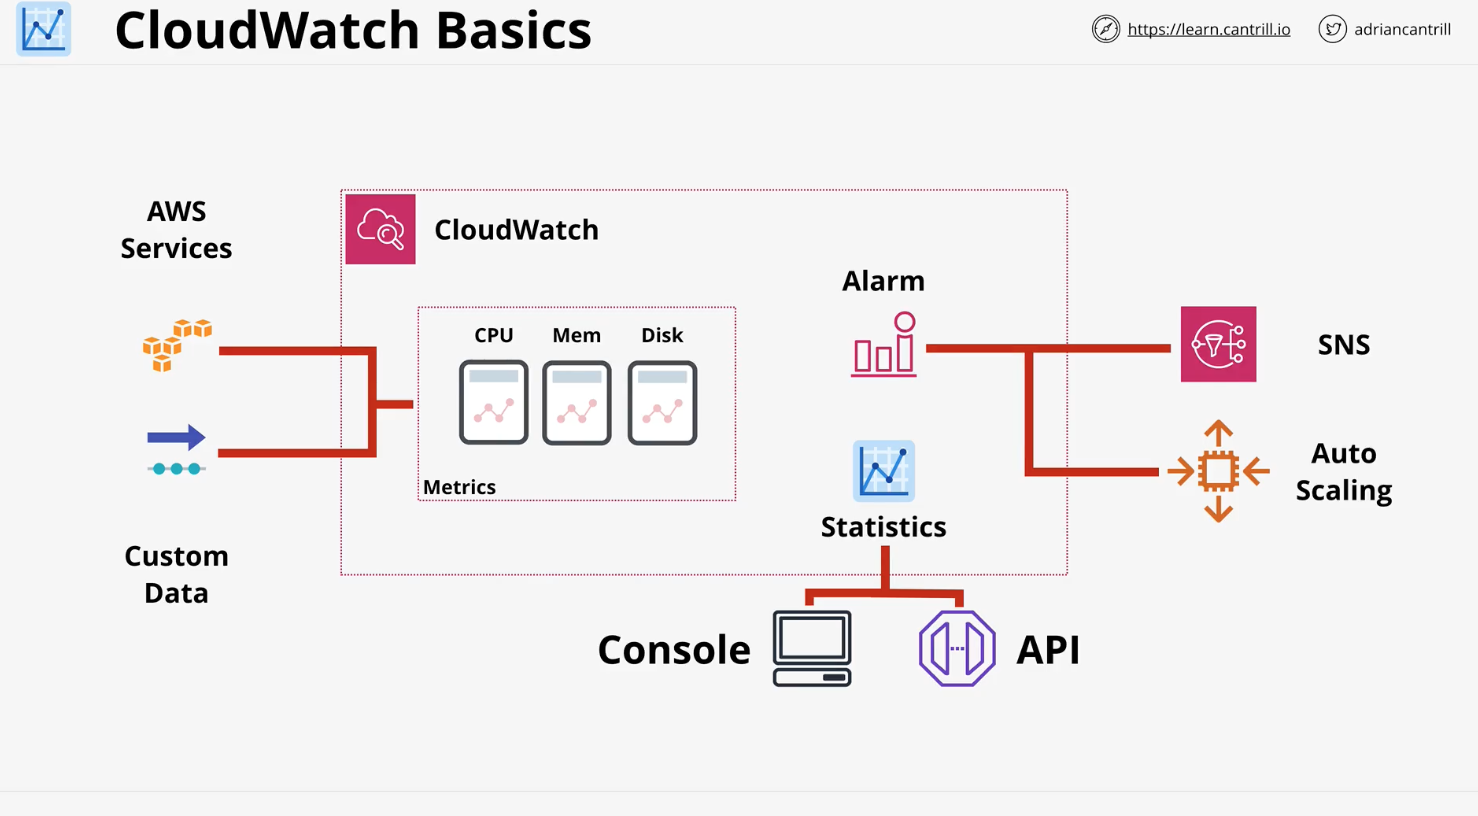 CloudWatch Basics
https://learn.cantrill.io
adriancantrill
AWS
Services
CloudWatch
Alarm
CPU
Mem
Disk
SNS
Metrics
Auto
Scaling
Statistics
Custom
Data
Console
API